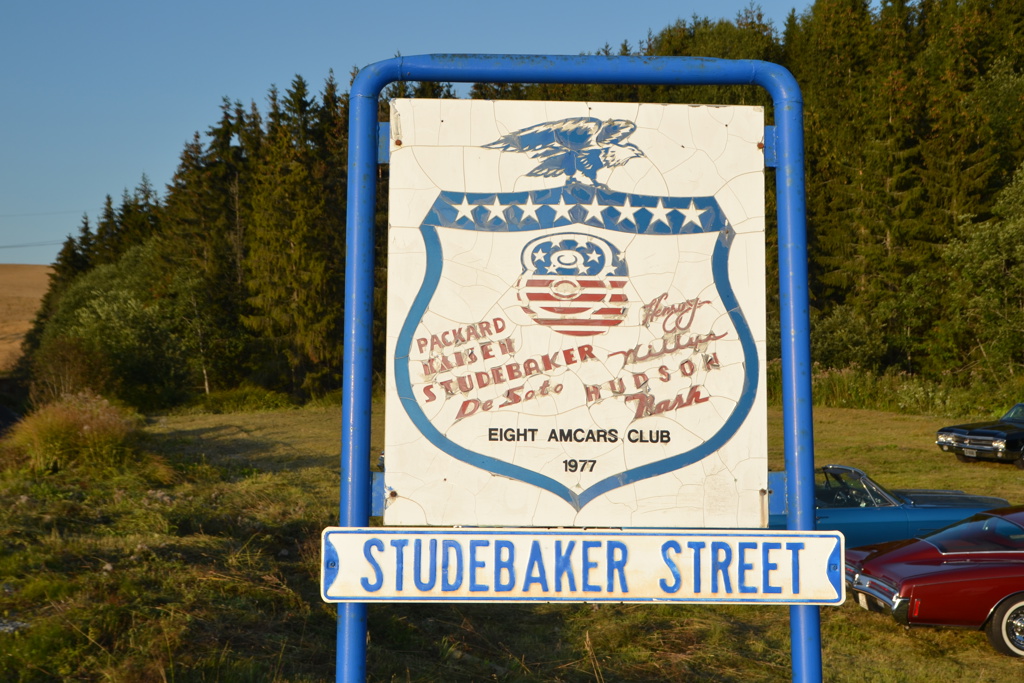 Henry J
PACKARD
KAISER
STUDEBAKER Willys
De Soto HUDSON
Nash
EIGHT AMCARS CLUB
1977
STUDEBAKER STREET